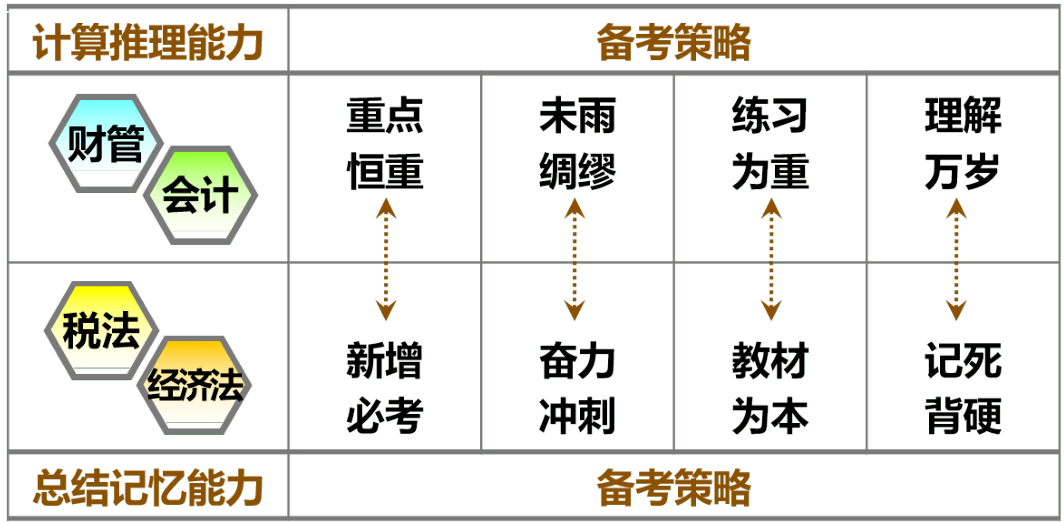 计算推理能力
备考策略
财管
会计
重点
恒重
未雨
绸缪
练习
为重
理解
万岁
税法
经济法
新增
必考
奋力
冲刺
教材
为本
记死
背硬
总结记忆能力
备考策略